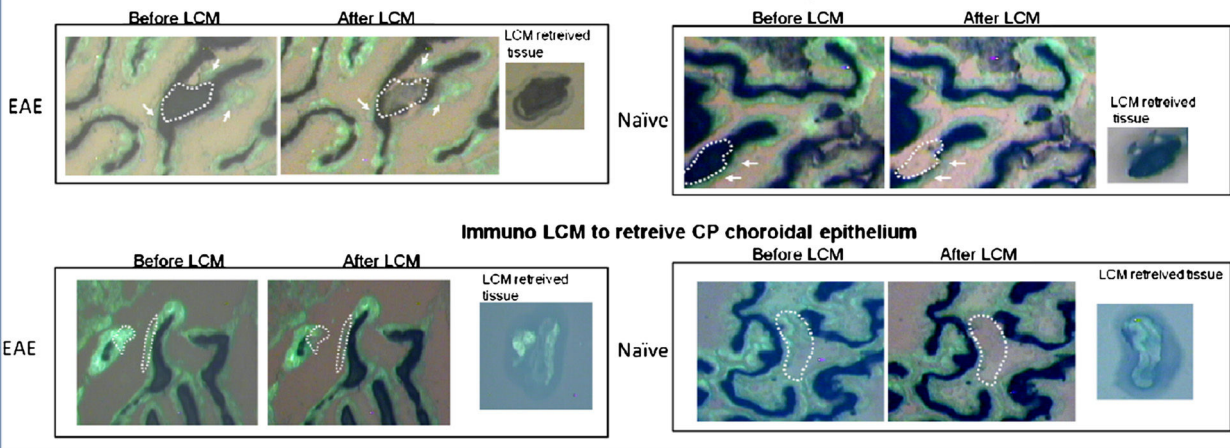 Before LCM After LCM
LCM retreived
tissue
EAE
Before LCM After LCM
LCM retreived
tissue
Naïve
Immuno LCM to retreive CP choroidal epithelium
Before LCM After LCM
LCM retreived
tissue
EAE
Before LCM After LCM
LCM retreived tissue
Naïve